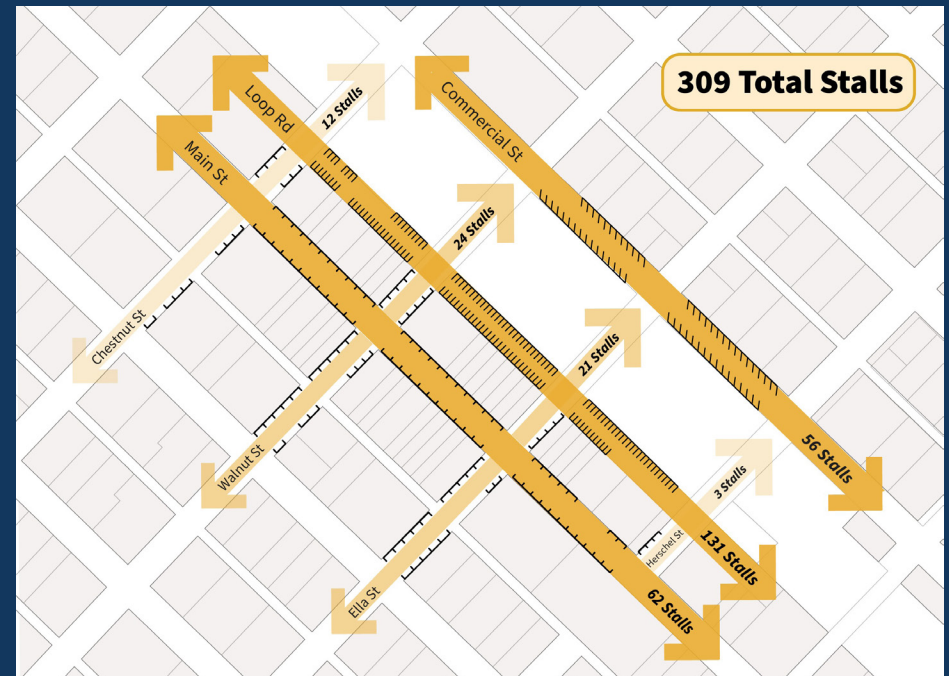 309 Total Stalls
Loop Rd
12 Stalls
Commercial St
Main St
24 Stalls
Chestnut St
21 Stalls
Walnut St
56 Stalls
3 Stalls
Herschel St
131 Stalls
Ella St
62 Stalls